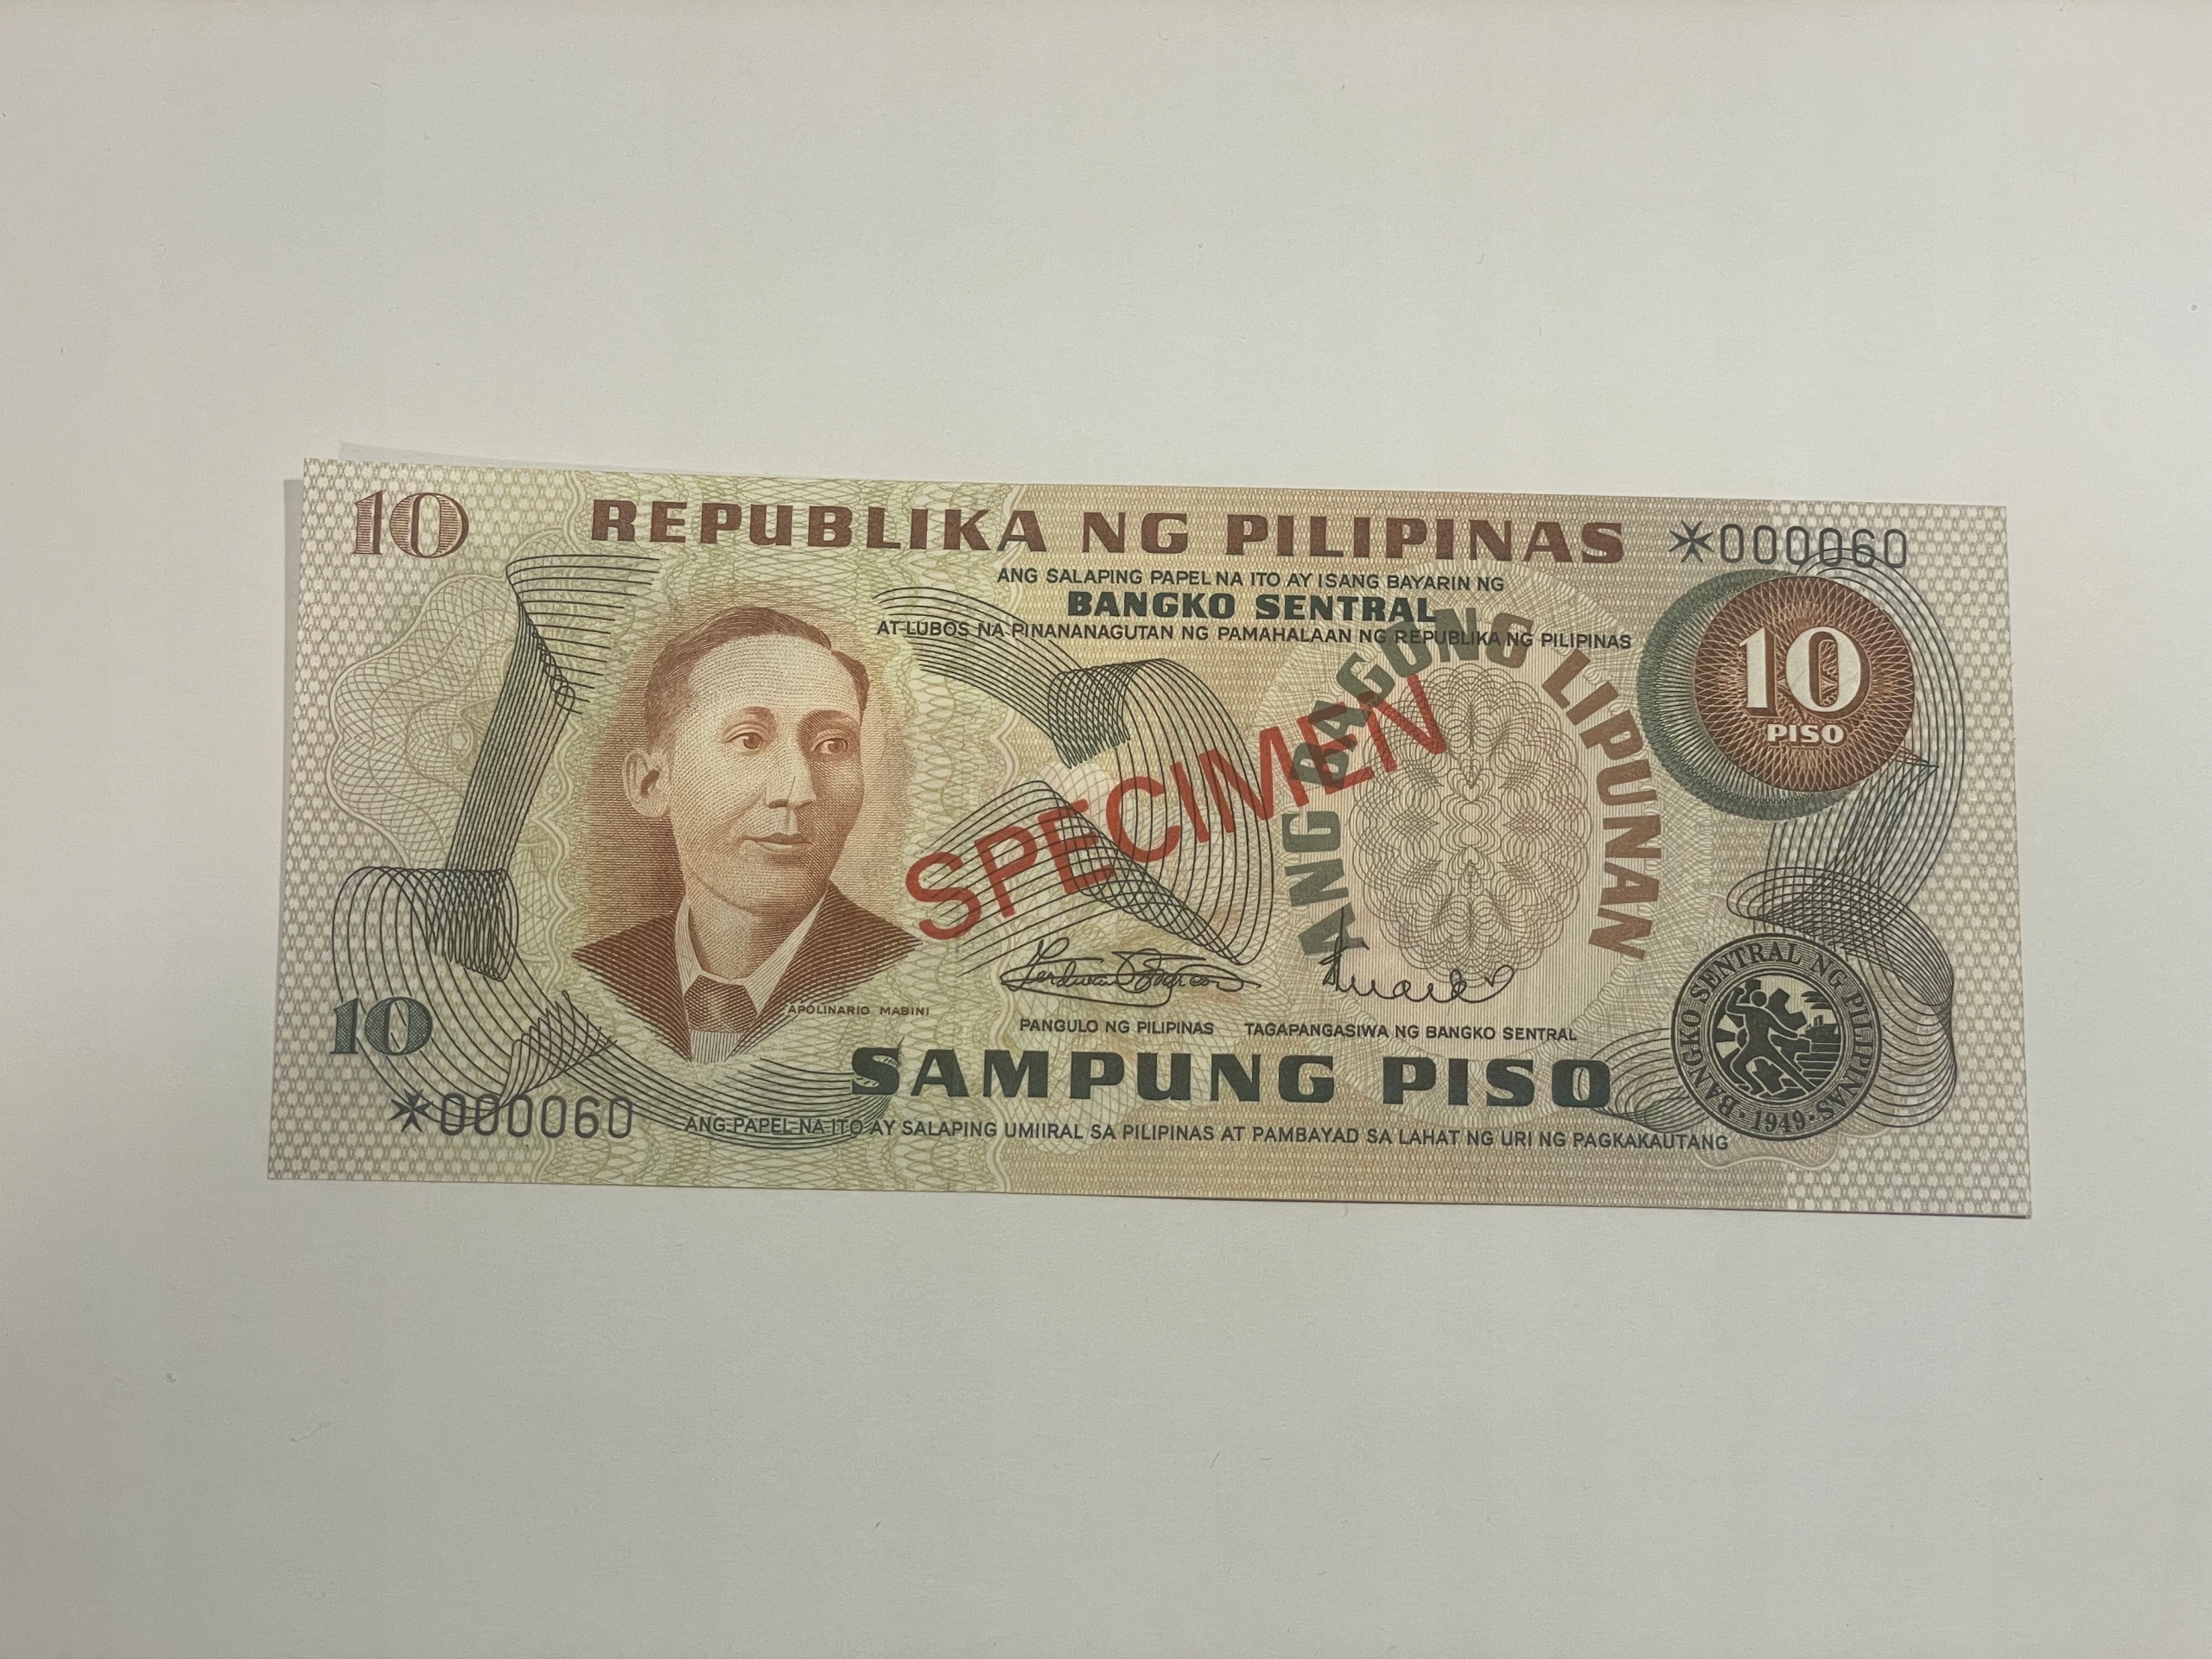 10
REPUBLIKA NG PILIPINAS
*000060
ANG SALAPING PAPEL NA ITO AY ISANG BAYARIN NG
BANGKO SENTRAL
AT LUBOS NA PINANANAGUTAN NG PAMAHALAAN NG REPUBLIKA NG PILIPINAS
10
PISO
ANG BAGONG LIPUNAN
SPECIMEN
APOLINARIO MABINI
PANGULO NG PILIPINAS
TAGAPANGASIWA NG BANGKO SENTRAL
10
SAMPUNG PISO
BANGKO SENTRAL NG PILIPINAS
1949
*000060
ANG PAPEL NA ITO AY SALAPING UMIIRAL SA PILIPINAS AT PAMBAYAD SA LAHAT NG URI NG PAGKAKAUTANG